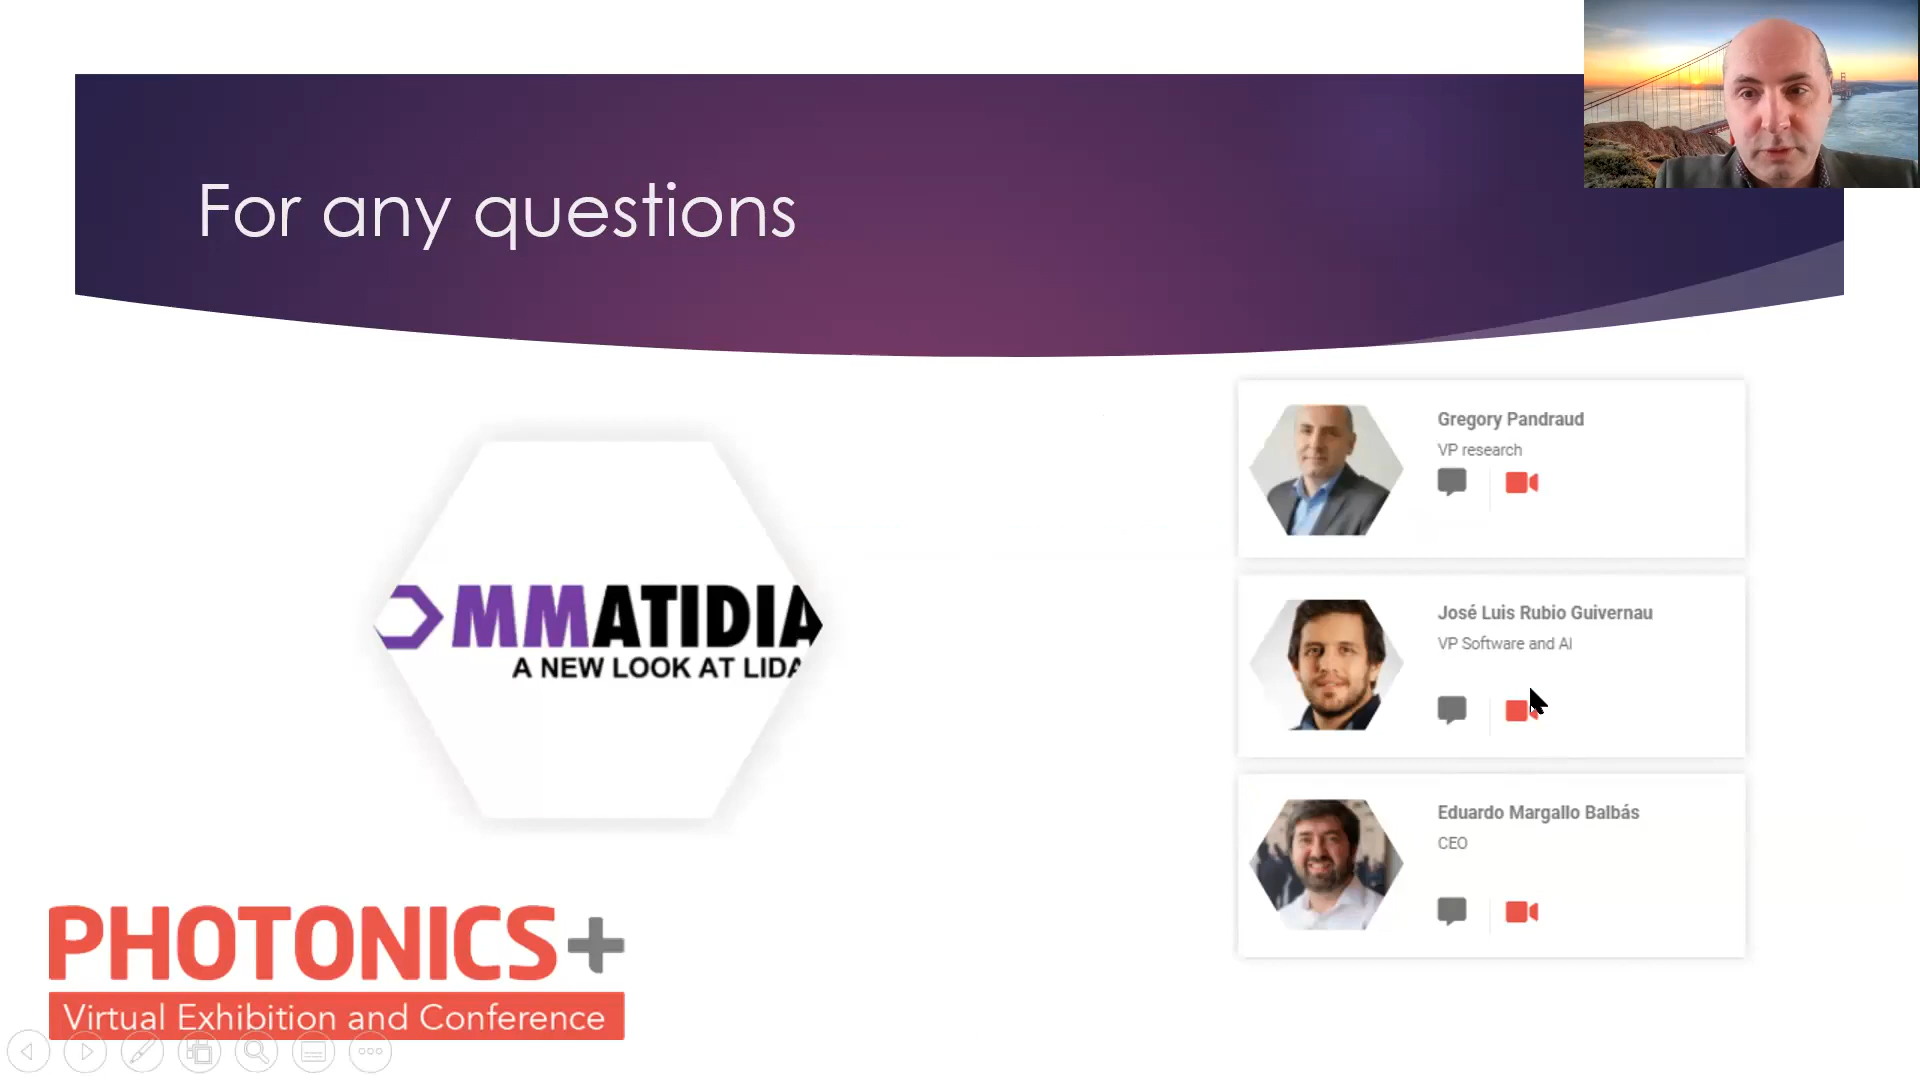 For any questions
Gregory Pandraud
VP research
MMATIDIA
A NEW LOOK AT LIDA
José Luis Rubio Guivernau
VP Software and AI
Eduardo Margallo Balbás
CEO
PHOTONICS+
Virtual Exhibition and Conference